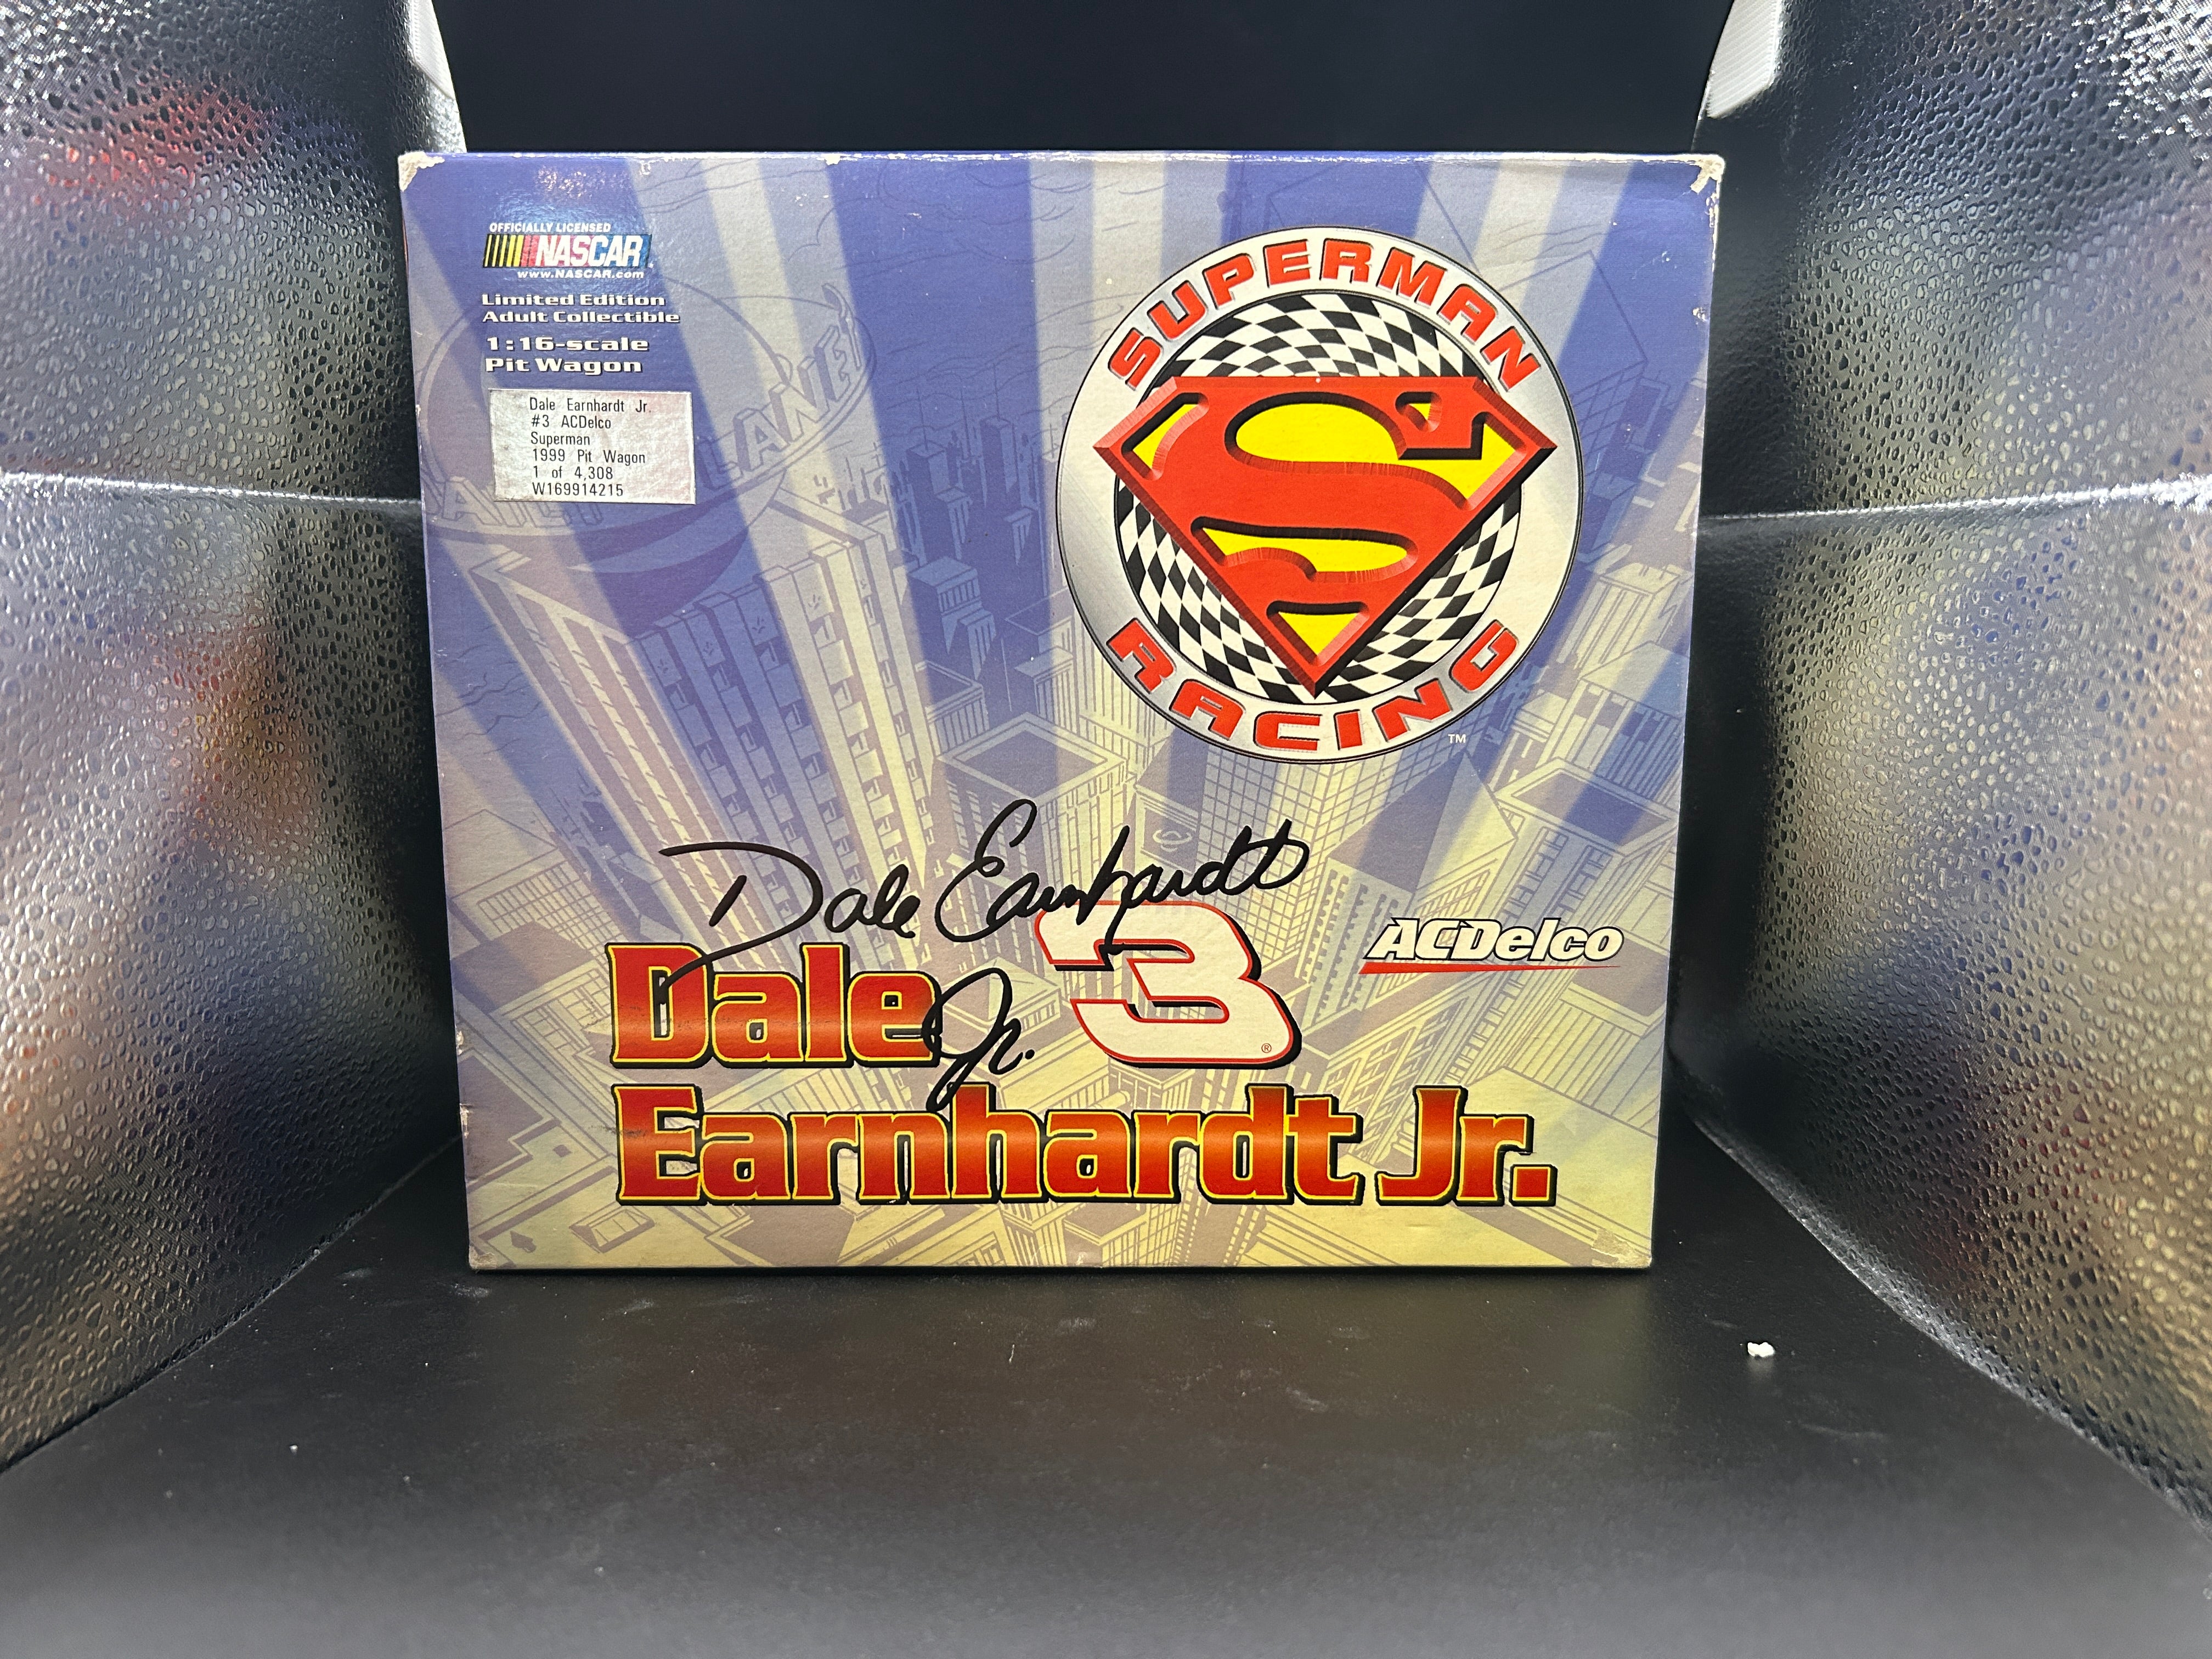 OFFICIALLY LICENSED
NASCAR
www.NASCAR.com
Limited Edition
Adult Collectible
1:16-scale
Pit Wagon
Dale Earnhardt Jr.
#3 ACDelco
Superman
1999 Pit Wagon
1 of 4,308
W169914215
DAILY PLANET
SUPERMAN
S
RACING
TM
Dale Earnhardt
Jr.
3
®
ACDelco
Dale
Earnhardt Jr.